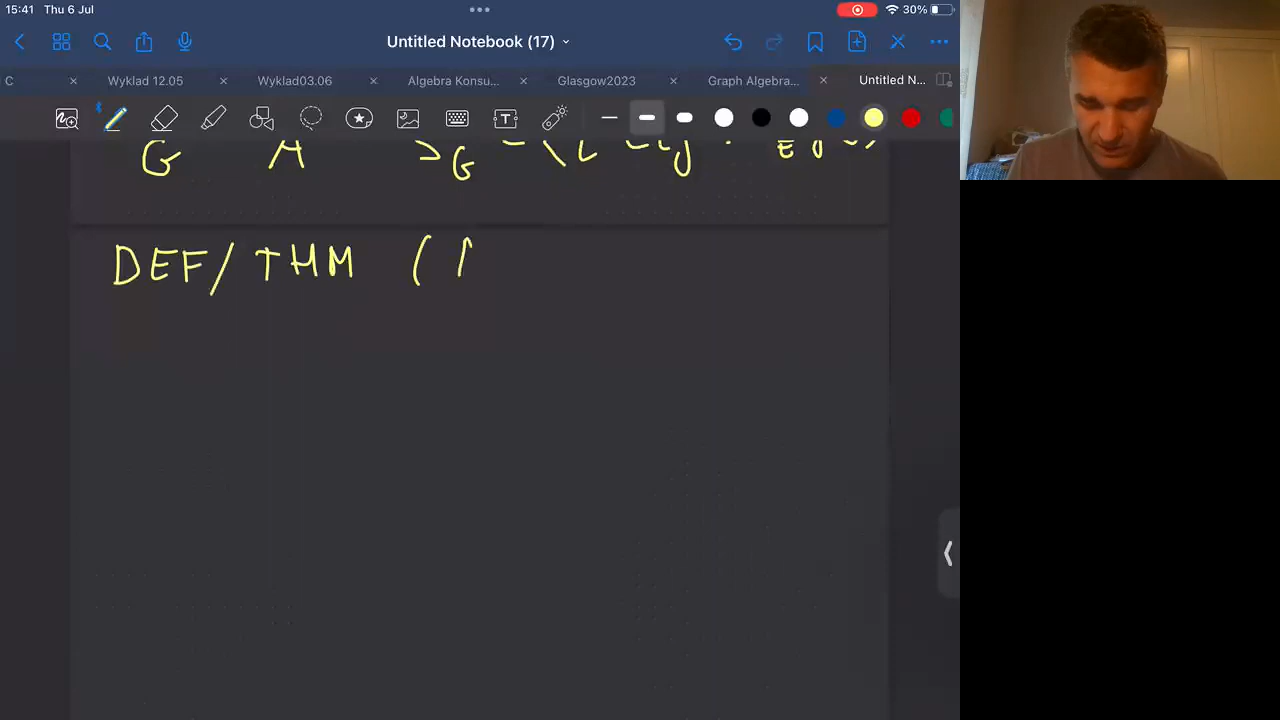 15:41 Thu 6 Jul 30%
Untitled Notebook (17)
C Wyklad 12.05 Wyklad03.06 Algebra Konsu... Glasgow2023 Graph Algebra... Untitled N...
G A
DEF/THM (